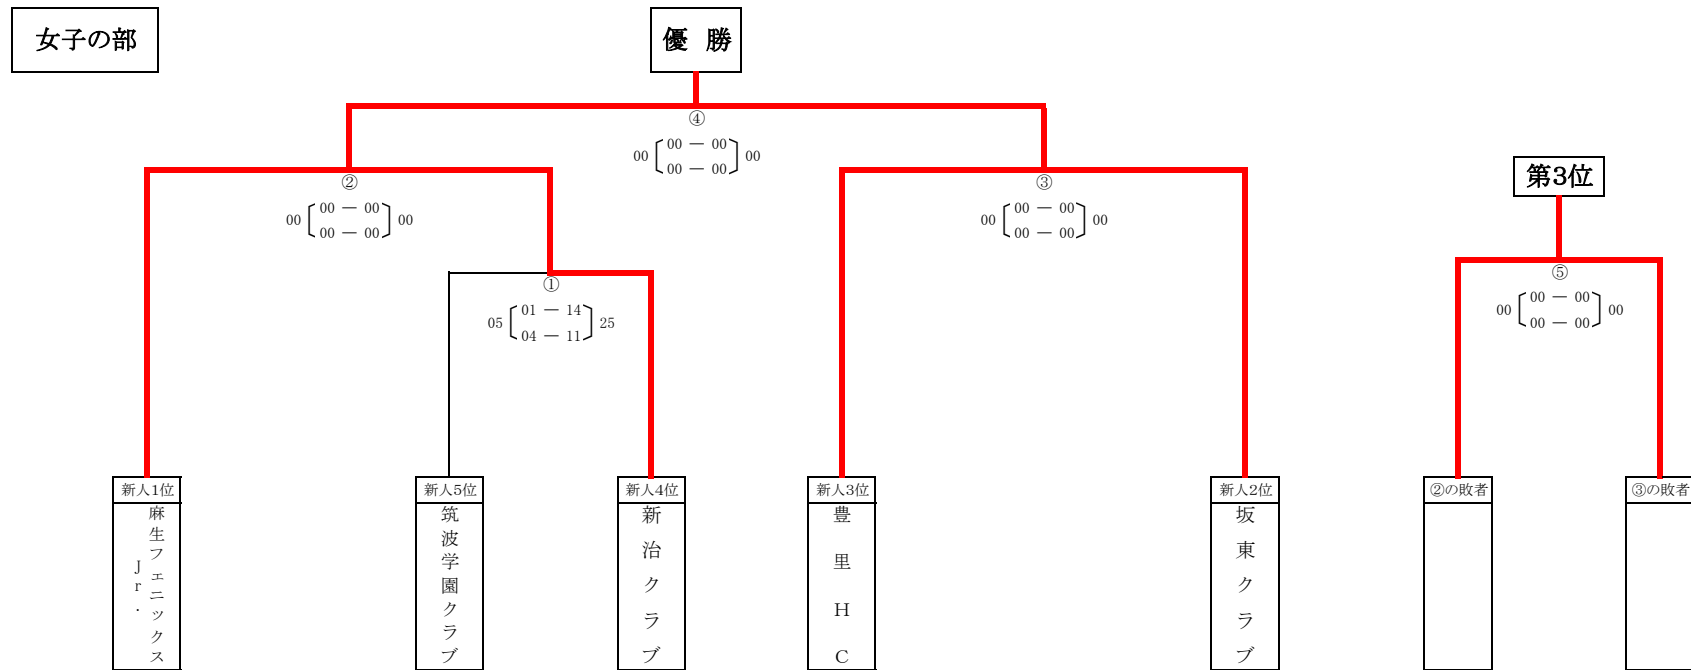 女子の部
優 勝
④
00 00 － 00 00
00 － 00
第3位
②
00 00 － 00 00
00 － 00
③
00 00 － 00 00
00 － 00
⑤
00 00 － 00 00
00 － 00
①
05 01 － 14 25
04 － 11
新人1位
麻生フェニックス
Jr.
新人5位
筑波学園クラブ
新人4位
新治クラブ
新人3位
豊里HC
新人2位
坂東クラブ
②の敗者
③の敗者